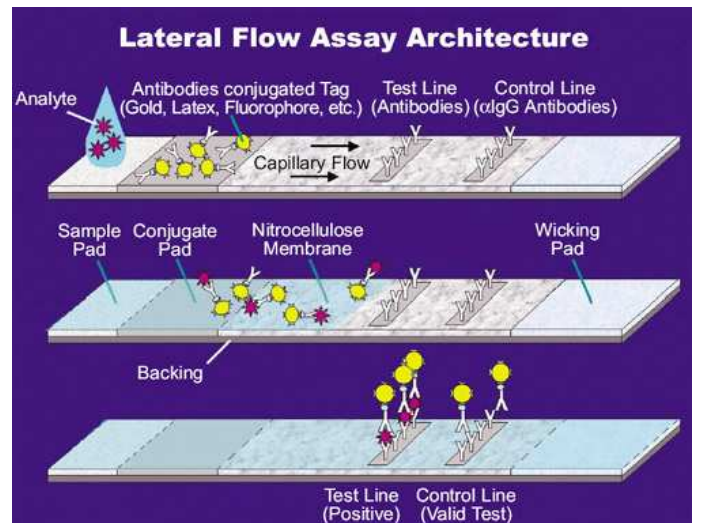 Lateral Flow Assay Architecture
Analyte
Antibodies conjugated Tag
(Gold, Latex, Fluorophore, etc.)
Test Line
(Antibodies)
Control Line
(αIgG Antibodies)
Capillary Flow
Sample
Pad
Conjugate
Pad
Nitrocellulose
Membrane
Wicking
Pad
Backing
Test Line
(Positive)
Control Line
(Valid Test)